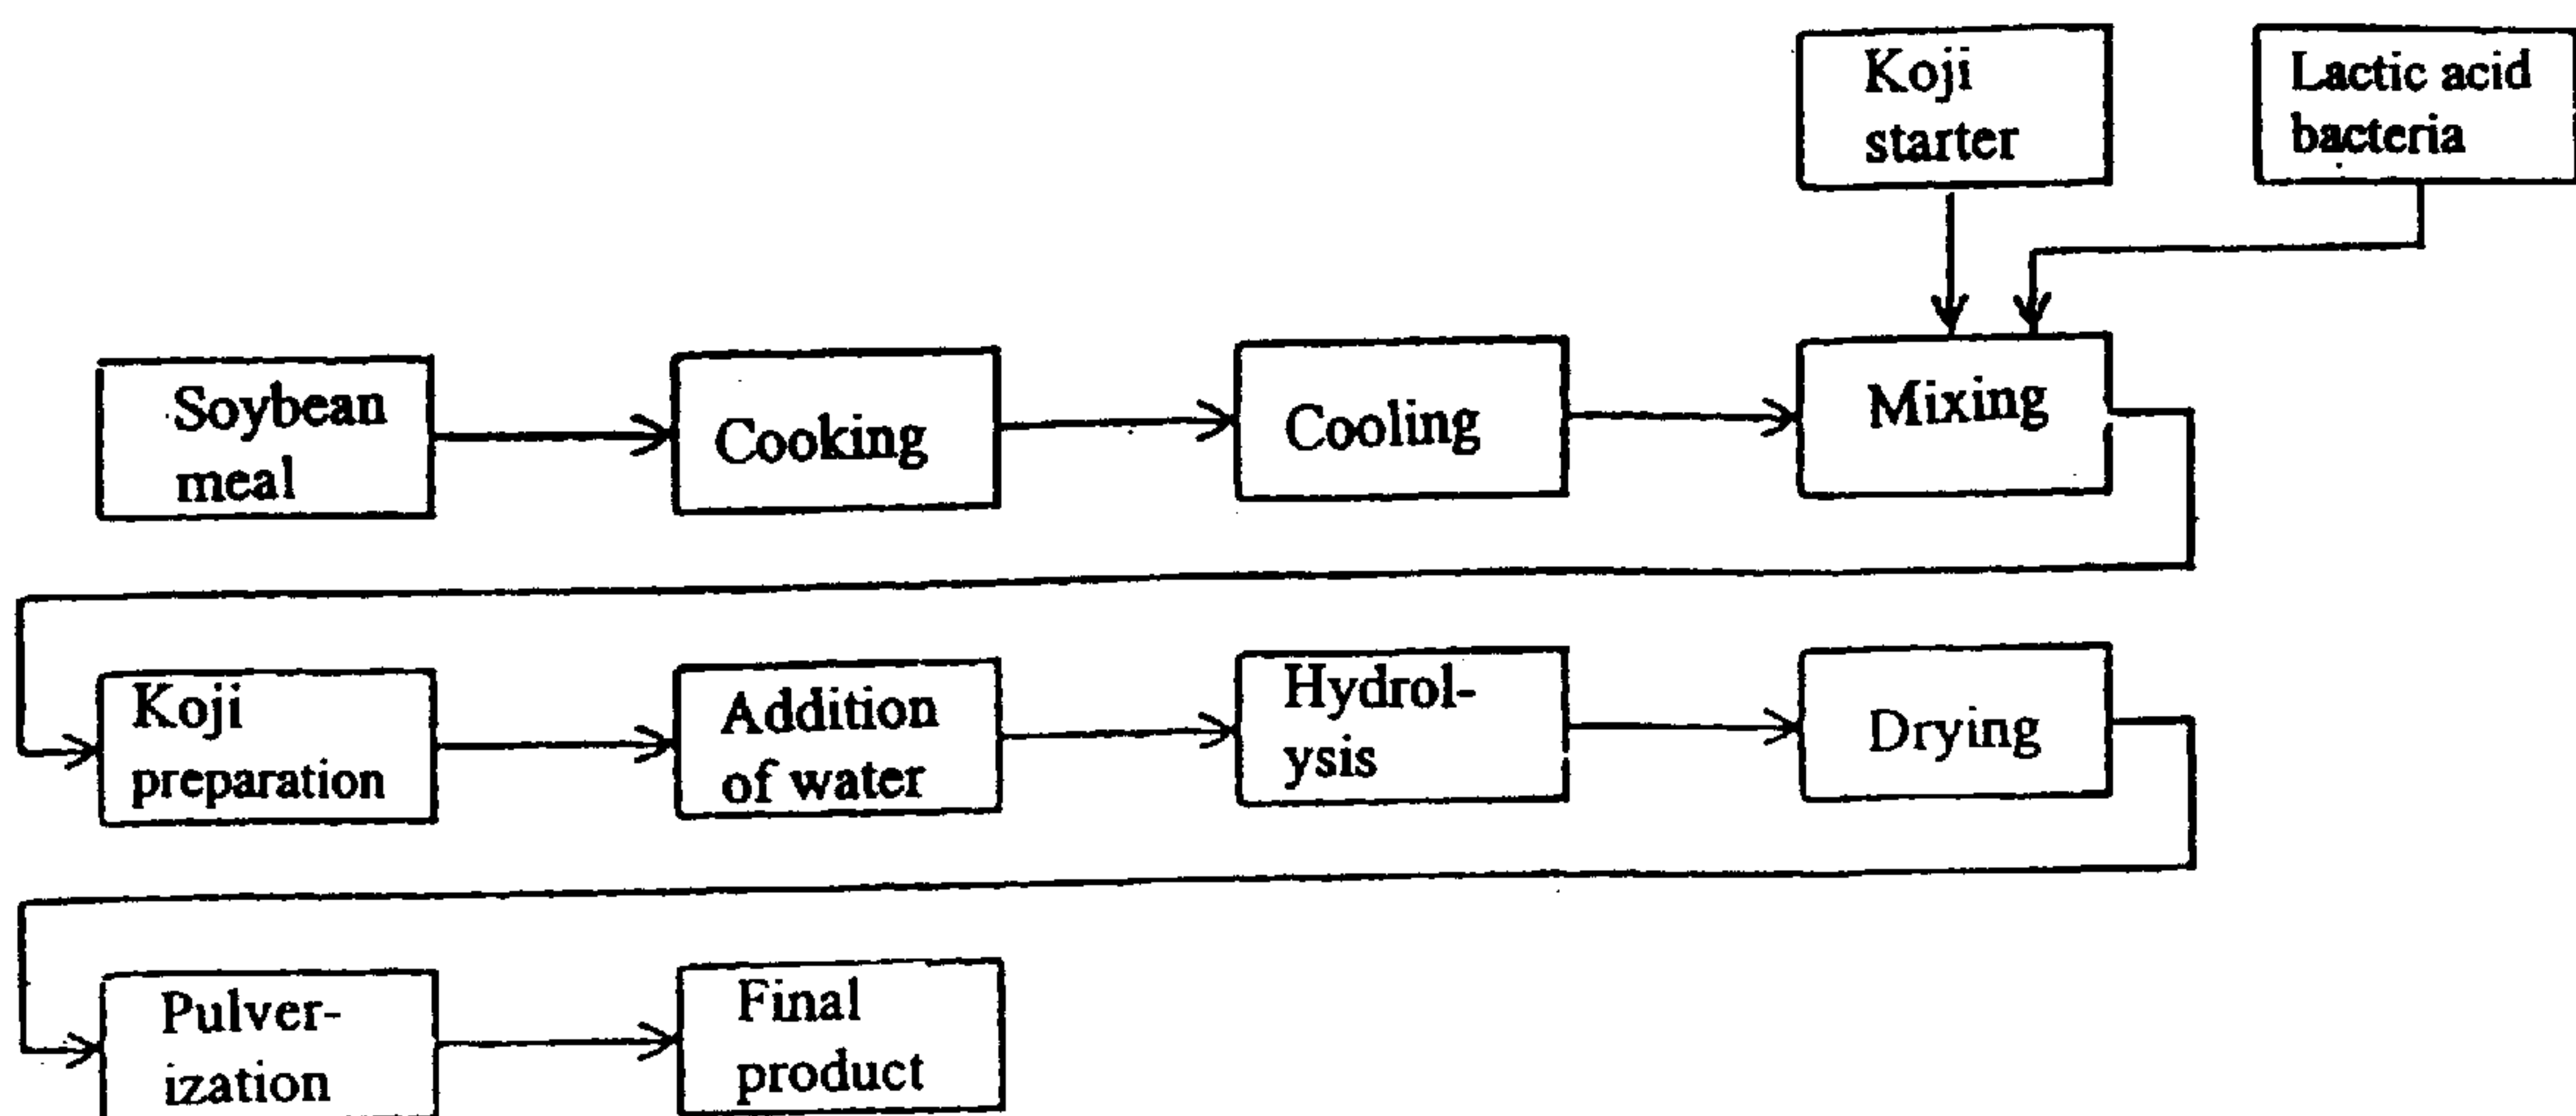 Koji
starter
Lactic acid
bacteria
Soybean
meal
Cooking
Cooling
Mixing
Koji
preparation
Addition
of water
Hydrol-
ysis
Drying
Pulver-
ization
Final
product